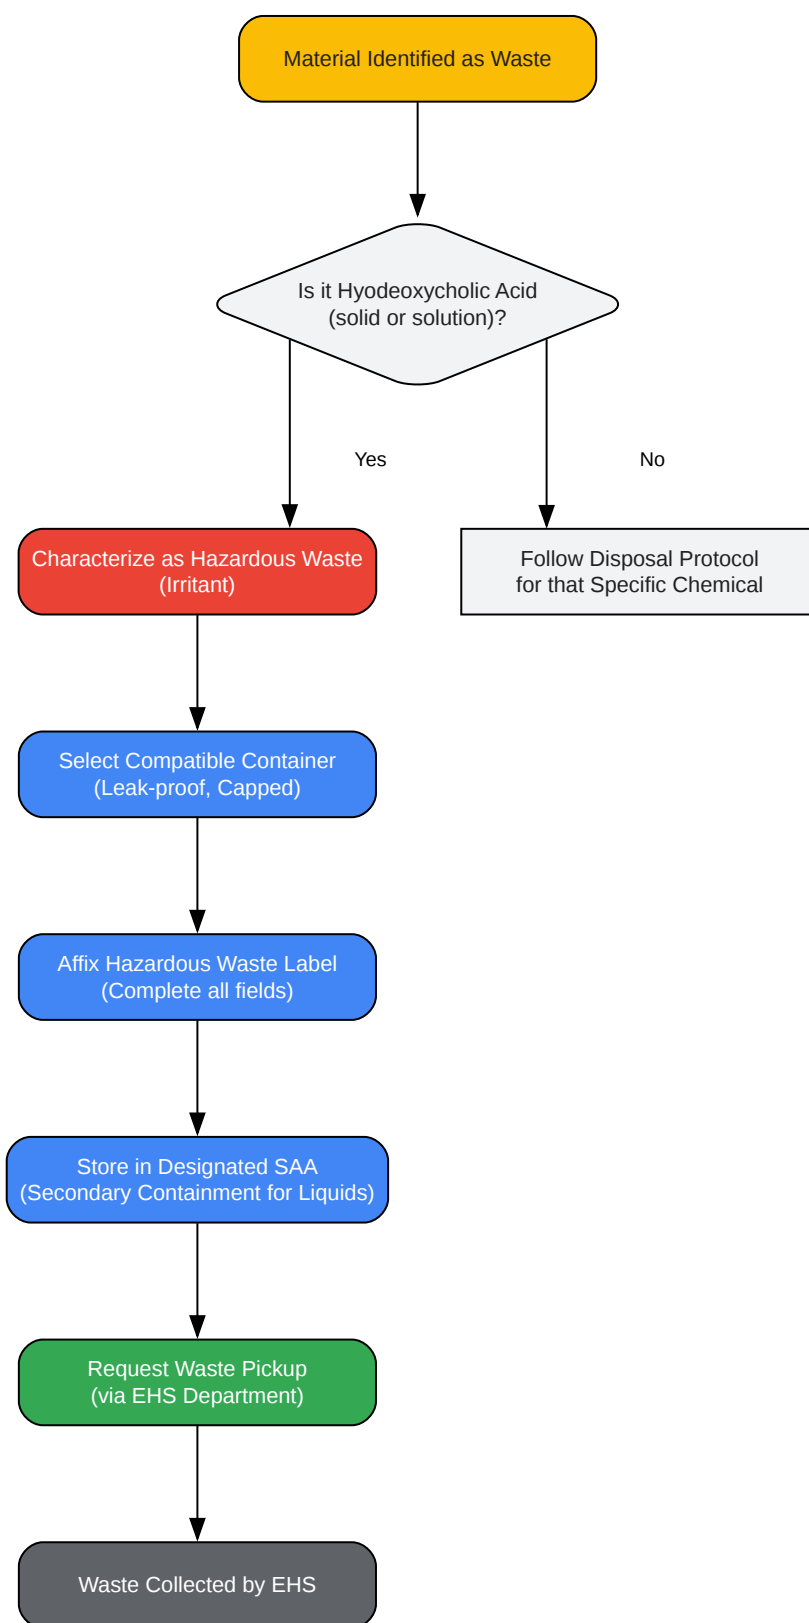 Material Identified as Waste
Is it Hyodeoxycholic Acid
(solid or solution)?
Yes
No
Characterize as Hazardous Waste
(Irritant)
Follow Disposal Protocol
for that Specific Chemical
Select Compatible Container
(Leak-proof, Capped)
Affix Hazardous Waste Label
(Complete all fields)
Store in Designated SAA
(Secondary Containment for Liquids)
Request Waste Pickup
(via EHS Department)
Waste Collected by EHS